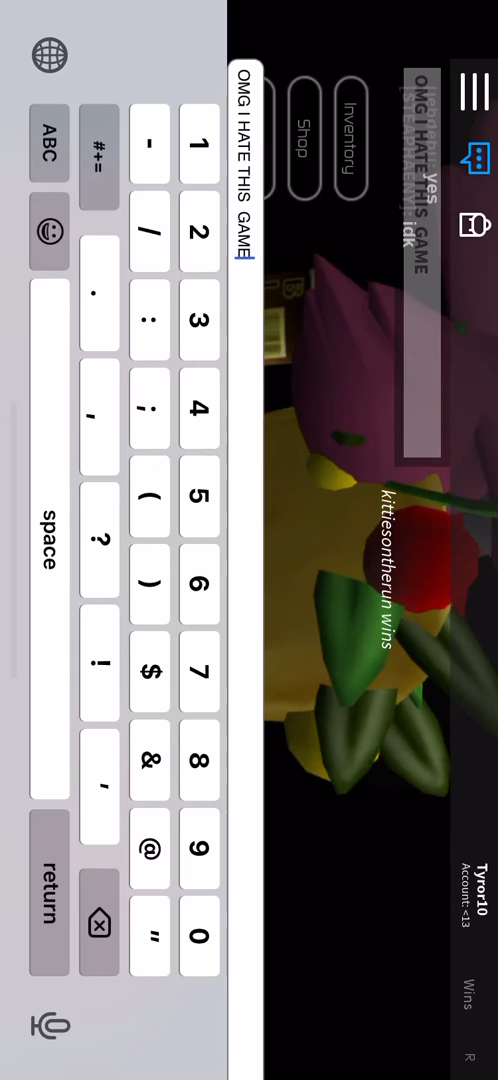 Tyror10
Account: <13
Wins
R
yes
idk
OMG I HATE THIS GAME
Inventory
Shop
kittiesontherun wins
OMG I HATE THIS GAME
1 2 3 4 5 6 7 8 9 0
- / : ; ( ) $ & @ "
#+= . , ? ! '
ABC space return